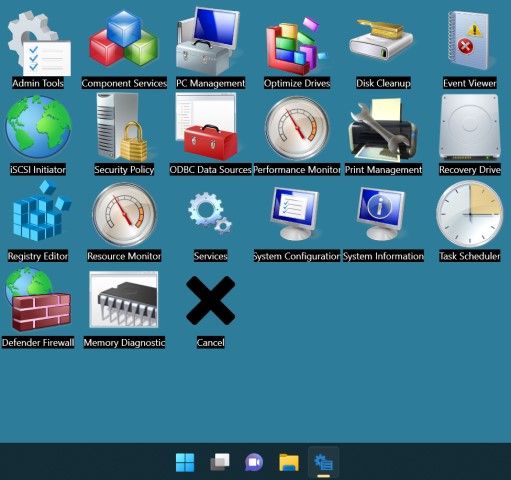 Admin Tools
Component Services
PC Management
Optimize Drives
Disk Cleanup
Event Viewer
iSCSI Initiator
Security Policy
ODBC Data Sources
Performance Monitor
Print Management
Recovery Drive
Registry Editor
Resource Monitor
Services
System Configuration
System Information
Task Scheduler
Defender Firewall
Memory Diagnostic
Cancel